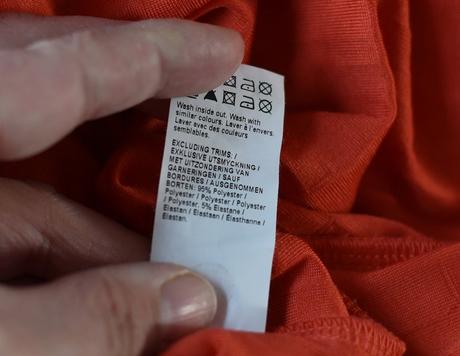 Wash inside out. Wash with
similar colours. Laver à l'envers.
Laver avec des couleurs
semblables.
EXCLUDING TRIMS: /
EXKLUSIVE UTSMYCKNING /
MET UITZONDERING VAN
GARNERINGEN / SAUF
BORDURES / AUSGENOMMEN
BORTEN: 95% Polyester /
Polyester / Polyester / Polyester
/ Polyester, 5% Elastane /
Elastan / Elastaan / Élasthanne /
Elastan.